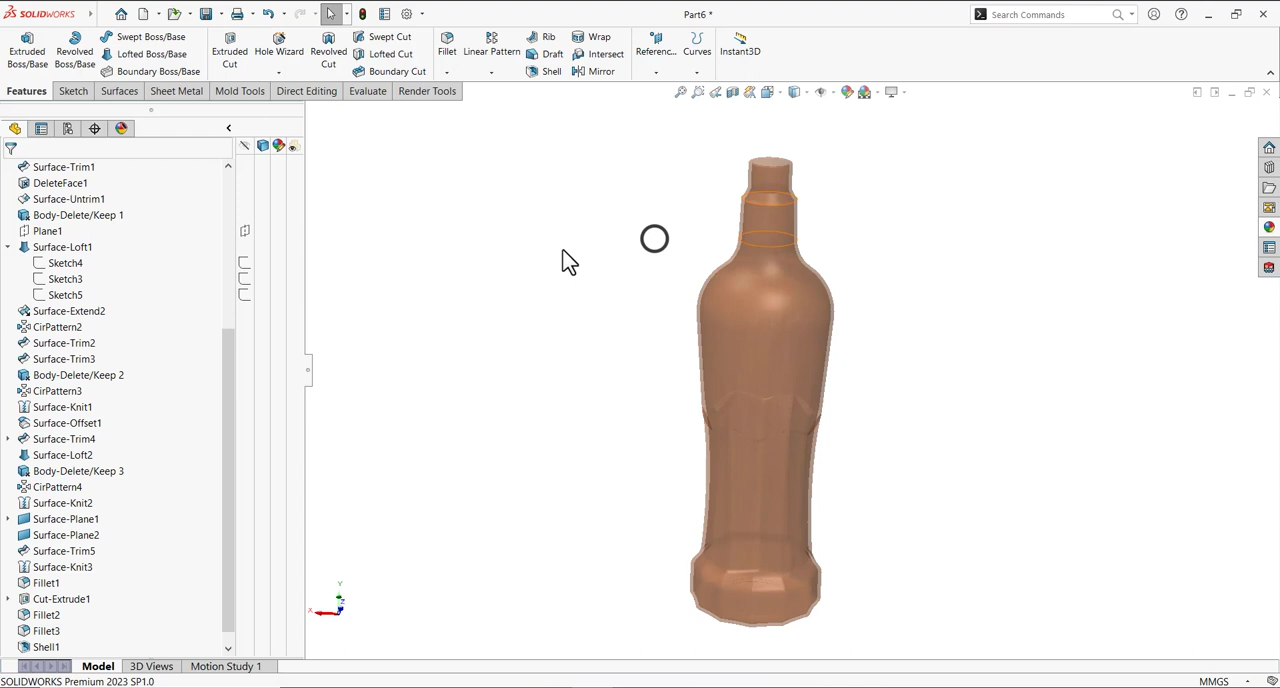 SOLIDWORKS
Part6 *
Search Commands
Extruded Boss/Base
Revolved Boss/Base
Swept Boss/Base
Lofted Boss/Base
Boundary Boss/Base
Extruded Cut
Hole Wizard
Revolved Cut
Swept Cut
Lofted Cut
Boundary Cut
Fillet
Linear Pattern
Rib
Draft
Shell
Wrap
Intersect
Mirror
Referenc...
Curves
Instant3D
Features
Sketch
Surfaces
Sheet Metal
Mold Tools
Direct Editing
Evaluate
Render Tools
Surface-Trim1
DeleteFace1
Surface-Untrim1
Body-Delete/Keep 1
Plane1
Surface-Loft1
Sketch4
Sketch3
Sketch5
Surface-Extend2
CirPattern2
Surface-Trim2
Surface-Trim3
Body-Delete/Keep 2
CirPattern3
Surface-Knit1
Surface-Offset1
Surface-Trim4
Surface-Loft2
Body-Delete/Keep 3
CirPattern4
Surface-Knit2
Surface-Plane1
Surface-Plane2
Surface-Trim5
Surface-Knit3
Fillet1
Cut-Extrude1
Fillet2
Fillet3
Shell1
Y
X
Z
Model
3D Views
Motion Study 1
SOLIDWORKS Premium 2023 SP1.0
MMGS